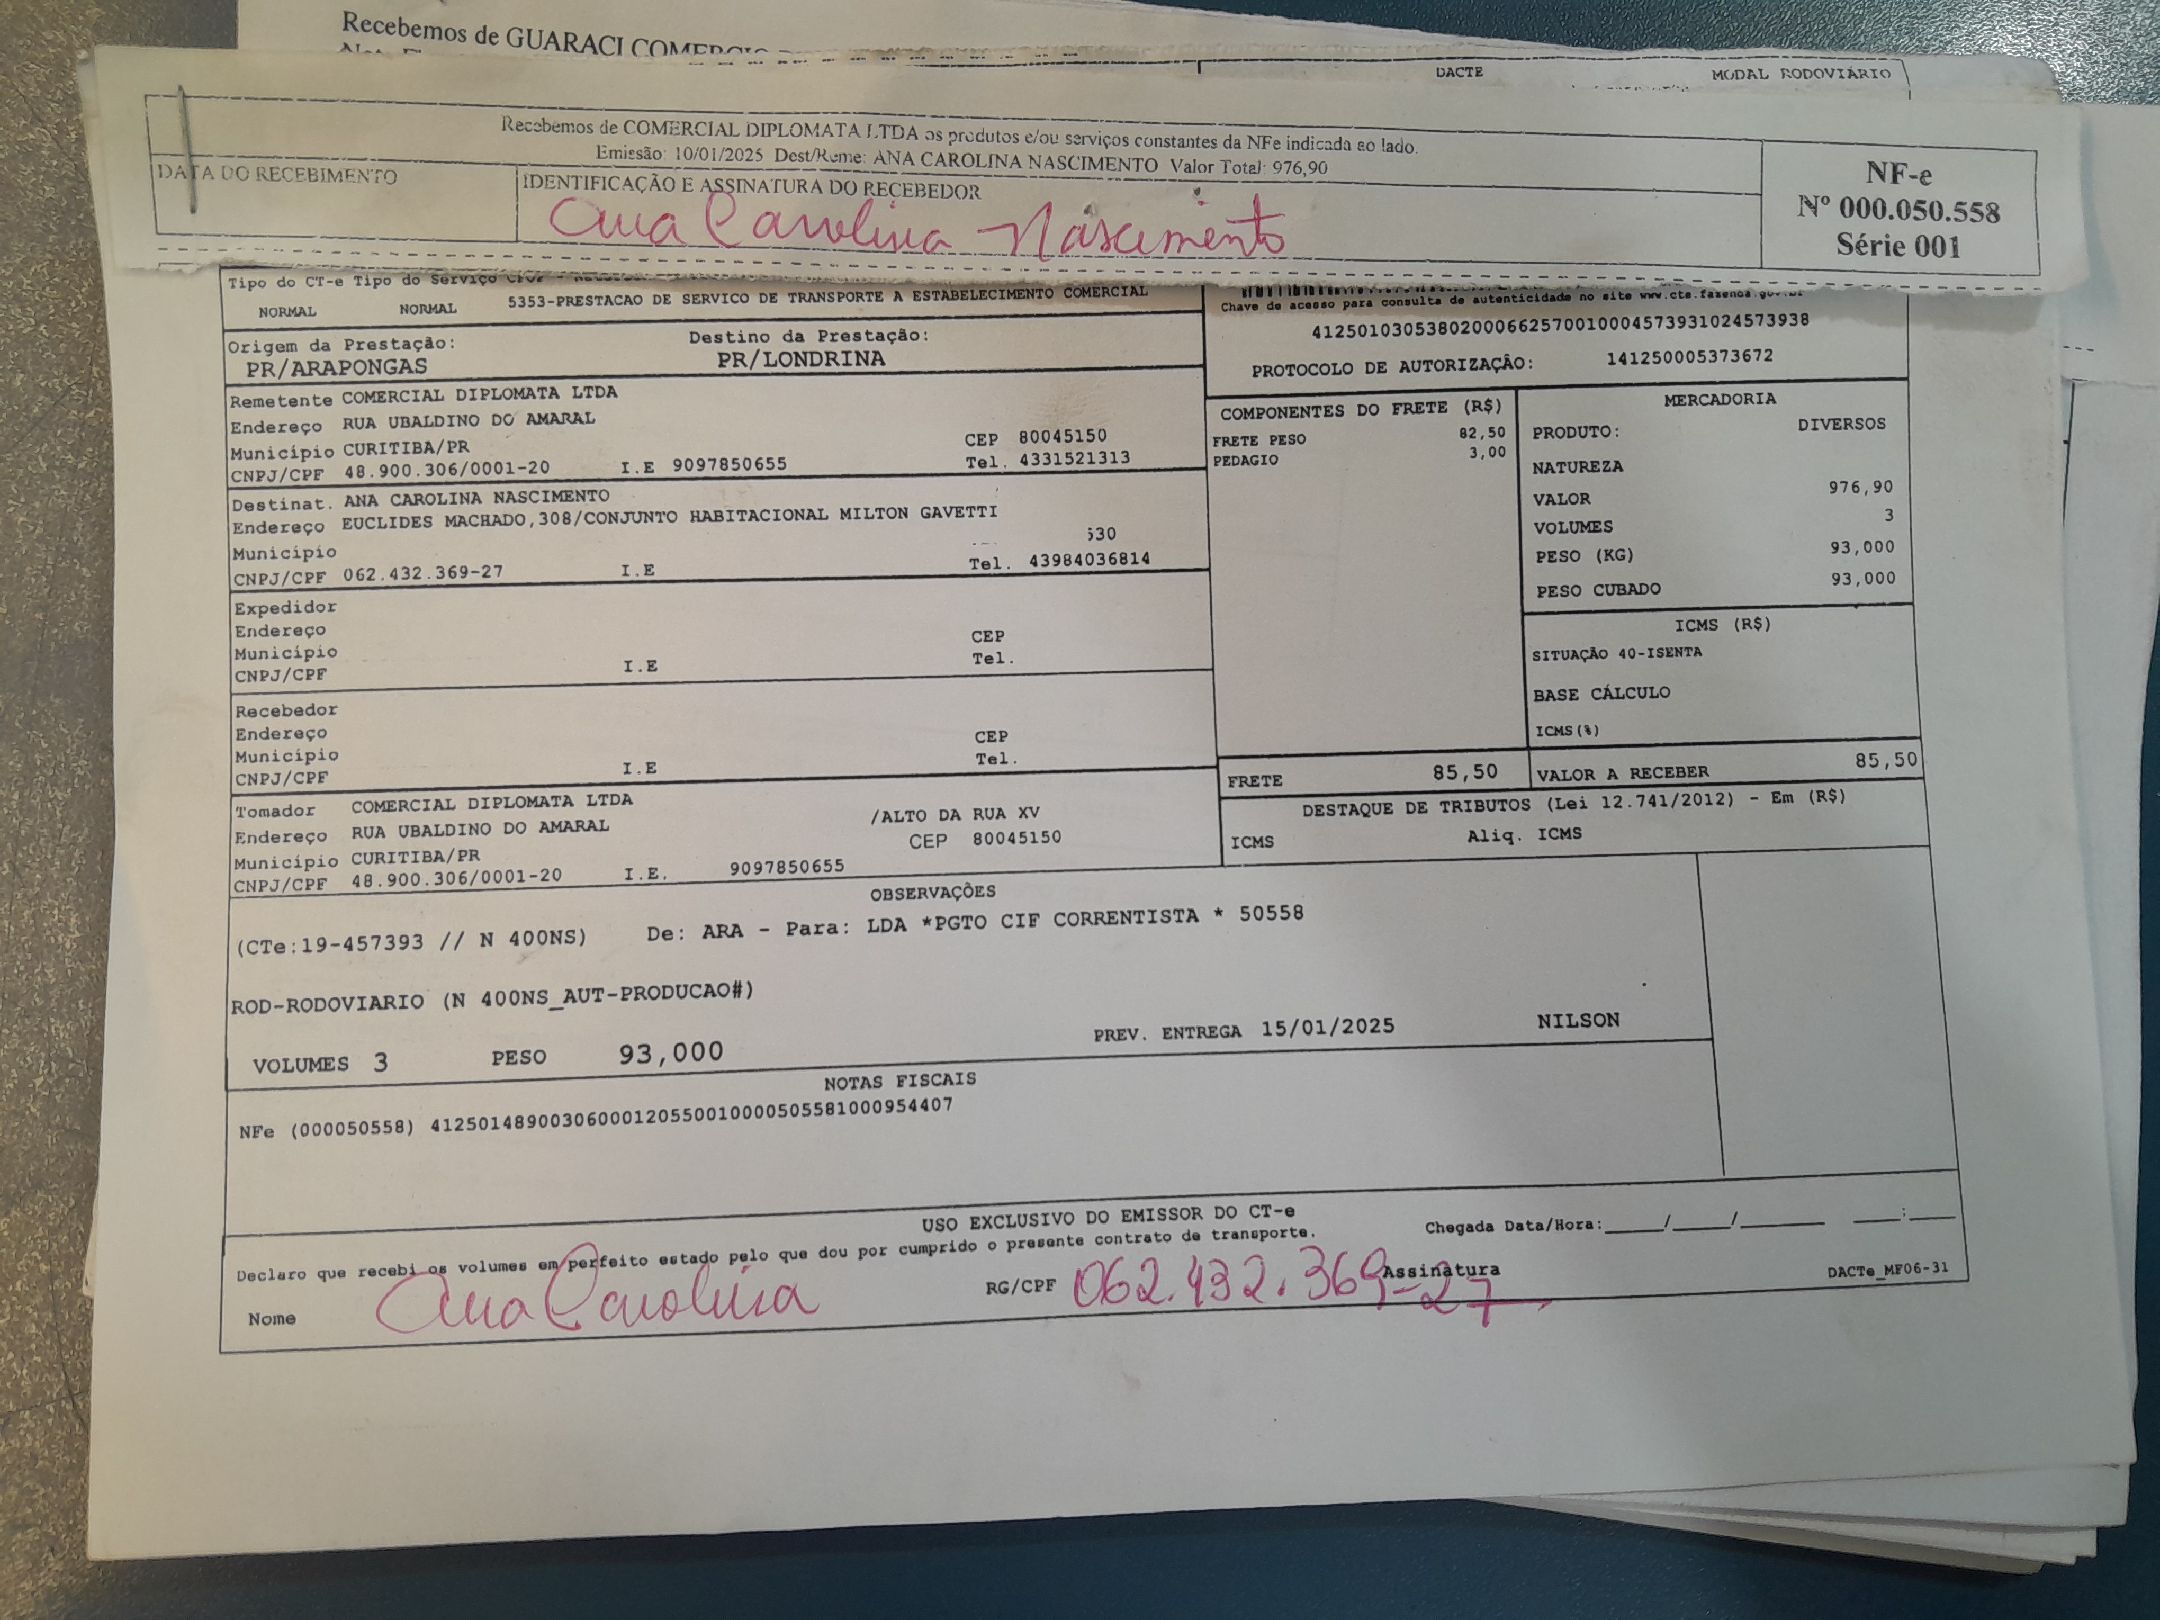 Recebemos de GUARACI COMERCIO
DACTE MODAL RODOVIÁRIO
Recebemos de COMERCIAL DIPLOMATA LTDA os produtos e/ou serviços constantes da NFe indicada ao lado.
Emissão: 10/01/2025 Dest/Reme: ANA CAROLINA NASCIMENTO Valor Total: 976,90
DATA DO RECEBIMENTO
IDENTIFICAÇÃO E ASSINATURA DO RECEBEDOR
Ana Carolina Nascimento
NF-e
Nº 000.050.558
Série 001
Tipo do CT-e Tipo do Serviço CFOP
NORMAL NORMAL 5353-PRESTACAO DE SERVICO DE TRANSPORTE A ESTABELECIMENTO COMERCIAL
Chave de acesso para consulta de autenticidade no site www.cte.fazenda.gov.br
41250103053802000662570010004573931024573938
PROTOCOLO DE AUTORIZAÇÃO: 141250005373672
Origem da Prestação: Destino da Prestação:
PR/ARAPONGAS PR/LONDRINA
Remetente COMERCIAL DIPLOMATA LTDA
Endereço RUA UBALDINO DO AMARAL
Município CURITIBA/PR CEP 80045150
CNPJ/CPF 48.900.306/0001-20 I.E 9097850655 Tel. 4331521313
Destinat. ANA CAROLINA NASCIMENTO
Endereço EUCLIDES MACHADO,308/CONJUNTO HABITACIONAL MILTON GAVETTI
Município 530
CNPJ/CPF 062.432.369-27 I.E Tel. 43984036814
Expedidor
Endereço
Município CEP
CNPJ/CPF I.E Tel.
Recebedor
Endereço
Município CEP
CNPJ/CPF I.E Tel.
Tomador COMERCIAL DIPLOMATA LTDA
Endereço RUA UBALDINO DO AMARAL /ALTO DA RUA XV
Município CURITIBA/PR CEP 80045150
CNPJ/CPF 48.900.306/0001-20 I.E. 9097850655
COMPONENTES DO FRETE (R$)
FRETE PESO 82,50
PEDAGIO 3,00
FRETE 85,50
MERCADORIA
PRODUTO: DIVERSOS
NATUREZA
VALOR 976,90
VOLUMES 3
PESO (KG) 93,000
PESO CUBADO 93,000
ICMS (R$)
SITUAÇÃO 40-ISENTA
BASE CÁLCULO
ICMS(%)
VALOR A RECEBER 85,50
DESTAQUE DE TRIBUTOS (Lei 12.741/2012) - Em (R$)
ICMS Aliq. ICMS
OBSERVAÇÕES
(CTe:19-457393 // N 400NS) De: ARA - Para: LDA *PGTO CIF CORRENTISTA * 50558
ROD-RODOVIARIO (N 400NS_AUT-PRODUCAO#)
VOLUMES 3 PESO 93,000 PREV. ENTREGA 15/01/2025 NILSON
NOTAS FISCAIS
NFe (000050558) 41250148900306000120550010000505581000954407
USO EXCLUSIVO DO EMISSOR DO CT-e
Declaro que recebi os volumes em perfeito estado pelo que dou por cumprido o presente contrato de transporte.
Chegada Data/Hora:_____/_____/_______ ____:____
Nome Ana Carolina RG/CPF 062.432.369-27 Assinatura
DACTe_MF06-31